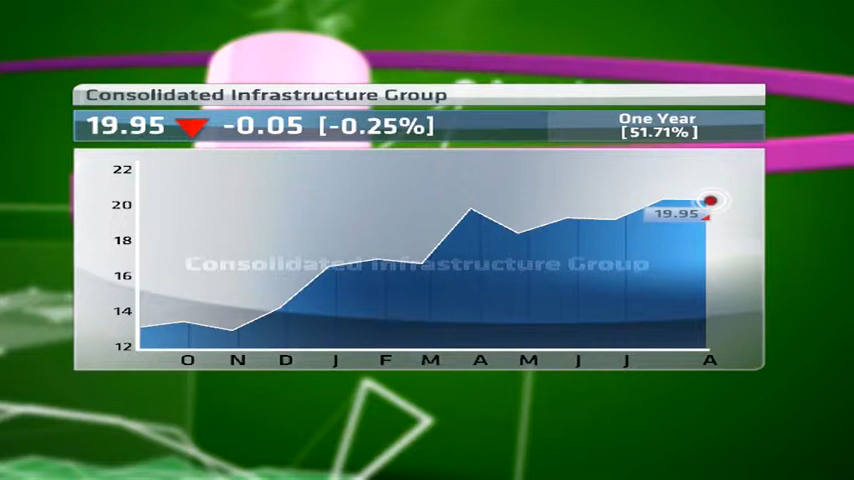 Consolidated Infrastructure Group
19.95 -0.05 [-0.25%]
One Year
[51.71%]
22
20
18
16
14
12
19.95
Consolidated Infrastructure Group
O N D J F M A M J J A